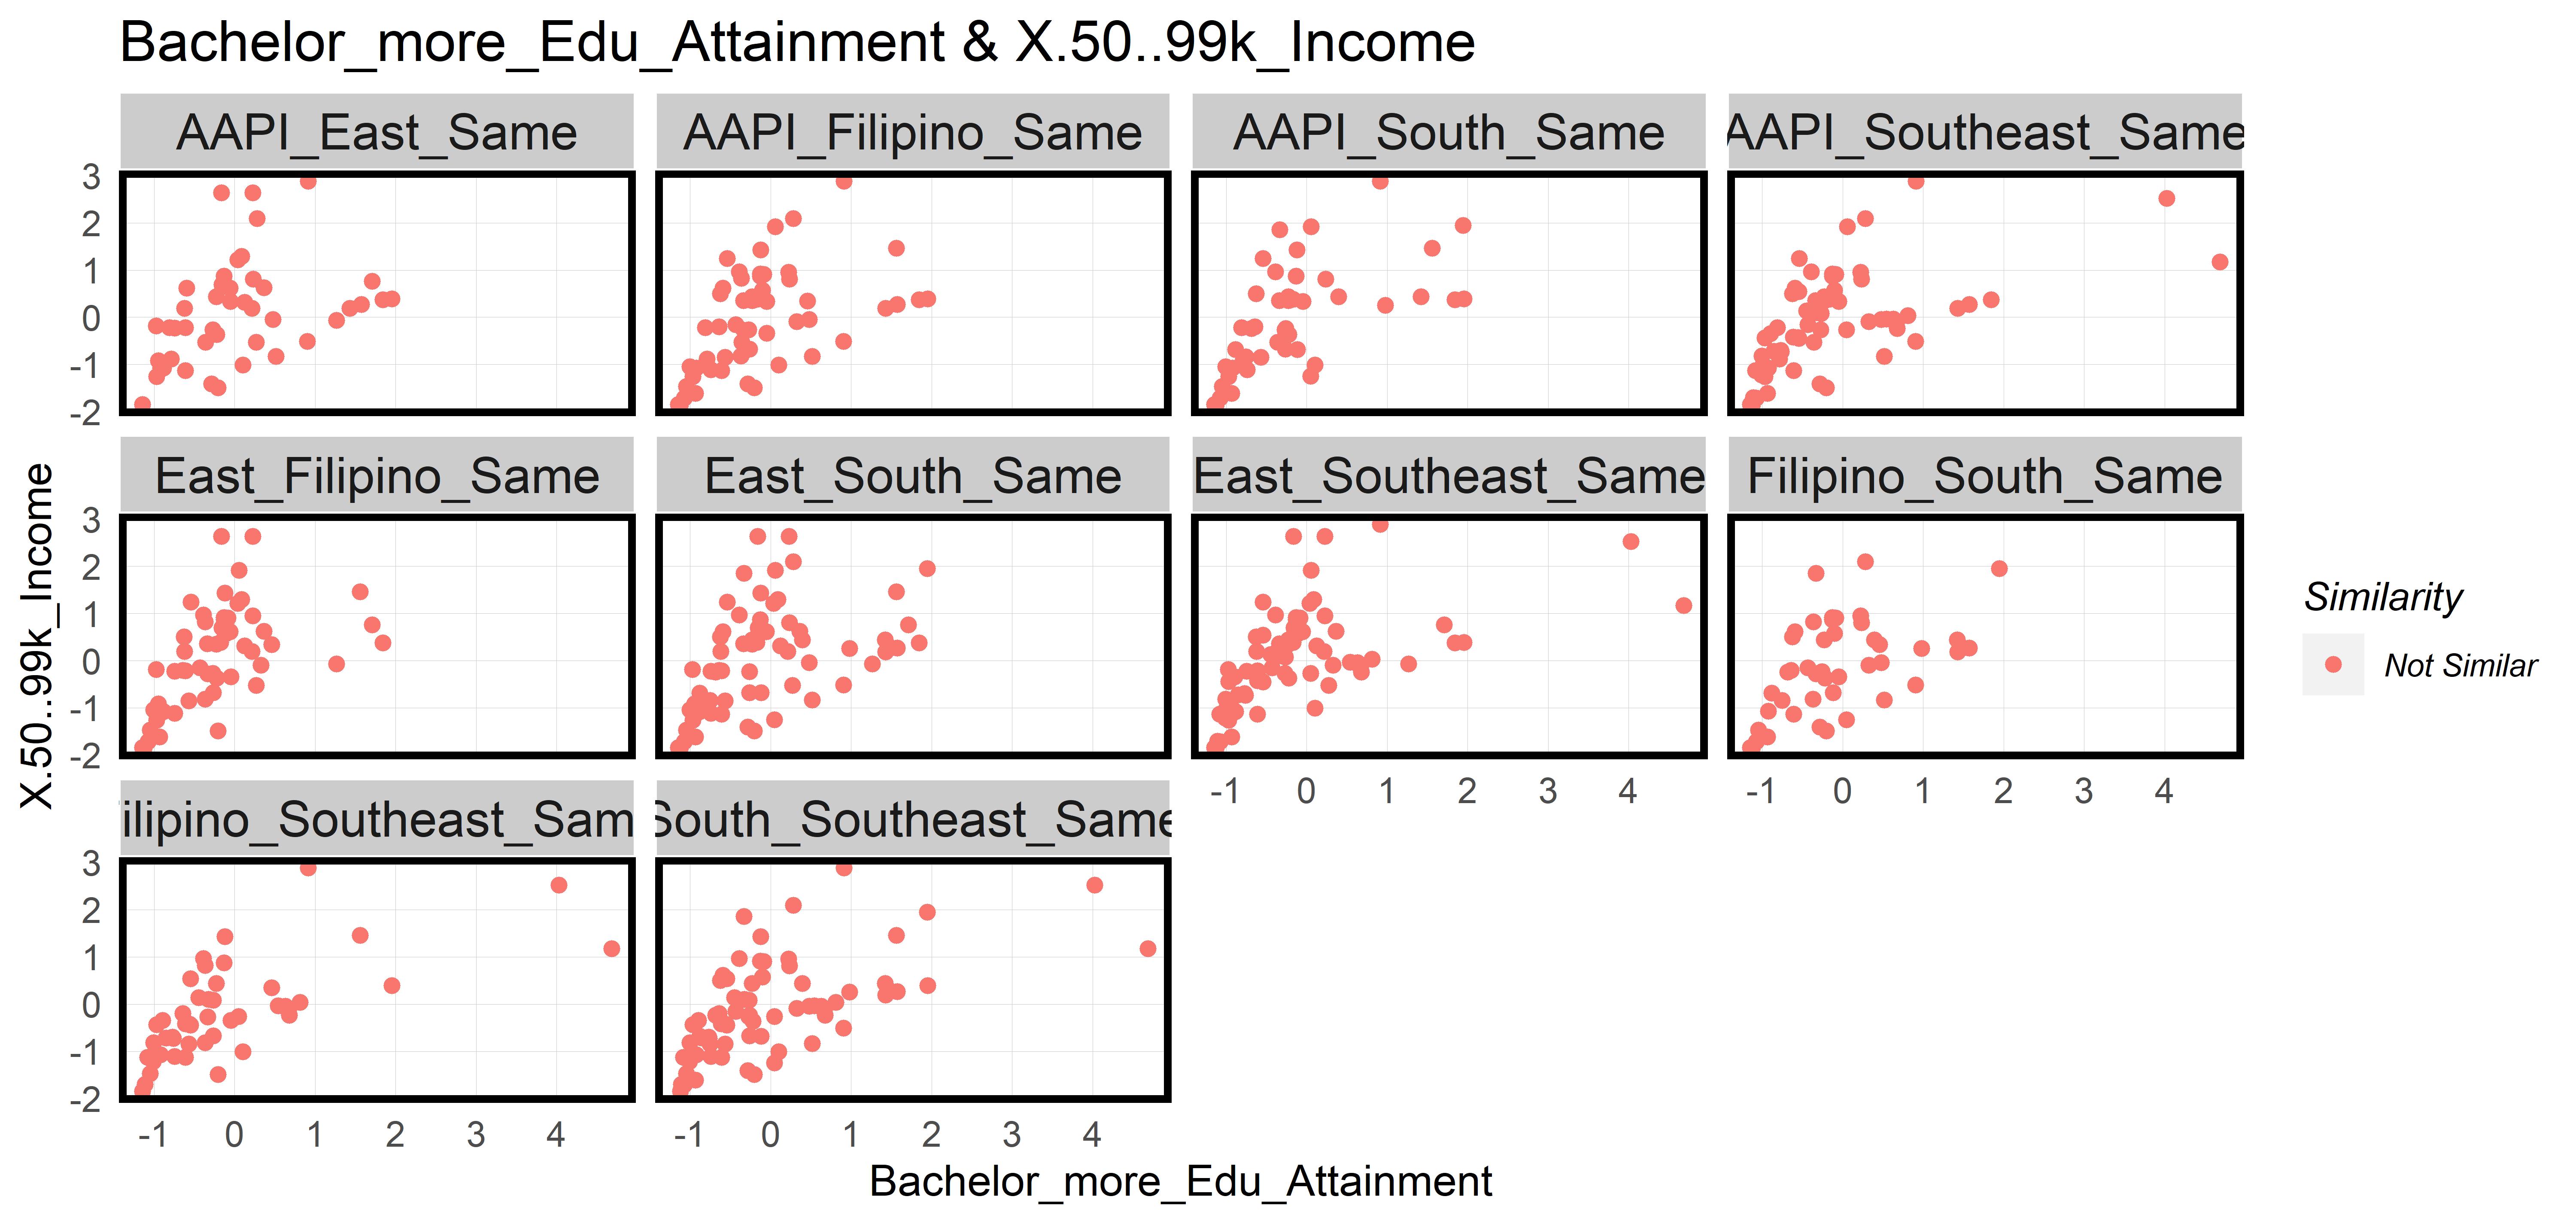 Bachelor_more_Edu_Attainment & X.50..99k_Income
AAPI_East_Same
AAPI_Filipino_Same
AAPI_South_Same
AAPI_Southeast_Same
3
2
1
0
-1
-2
East_Filipino_Same
East_South_Same
East_Southeast_Same
Filipino_South_Same
3
2
1
0
-1
-2
-1 0 1 2 3 4
-1 0 1 2 3 4
ilipino_Southeast_Sam
South_Southeast_Same
3
2
1
0
-1
-2
-1 0 1 2 3 4
-1 0 1 2 3 4
X.50..99k_Income
Bachelor_more_Edu_Attainment
Similarity
Not Similar